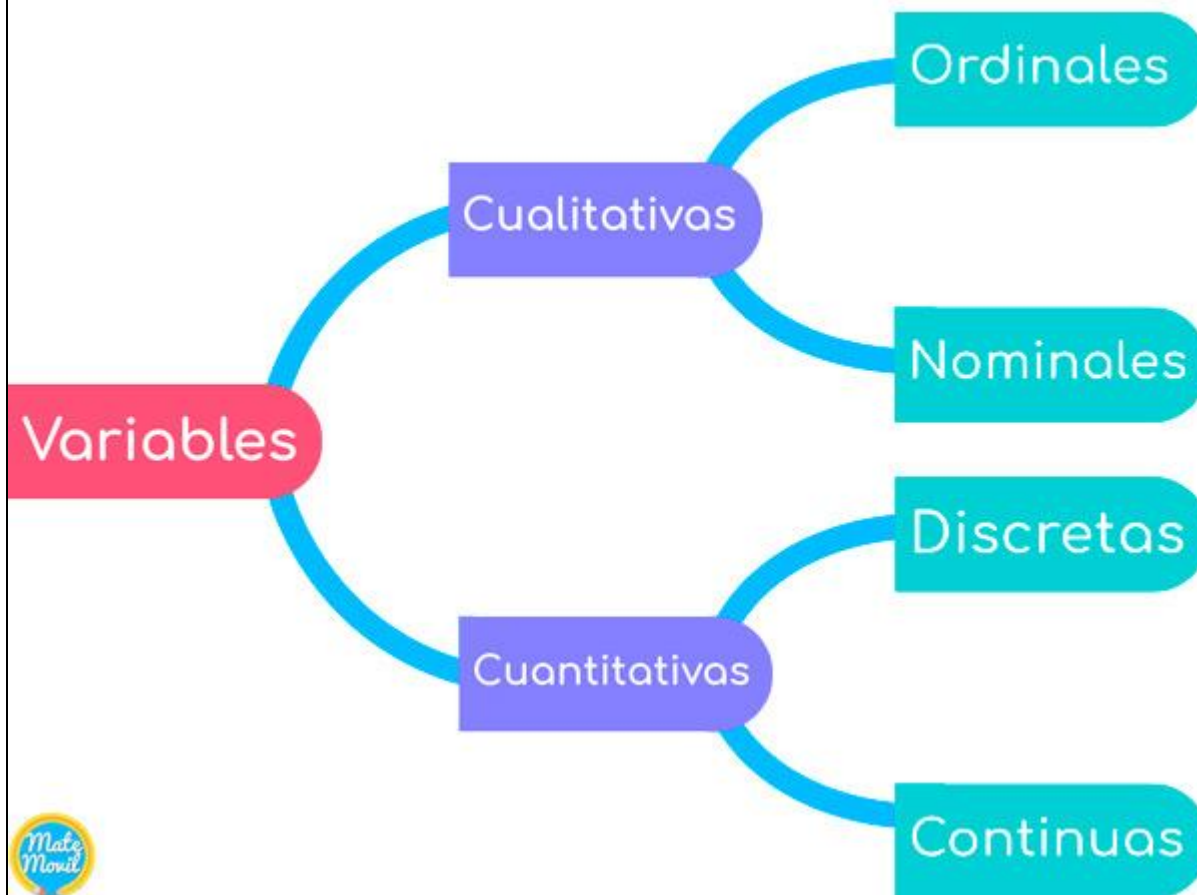 Ordinales
Cualitativas
Nominales
Variables
Discretas
Cuantitativas
Continuas
Mate
Movil